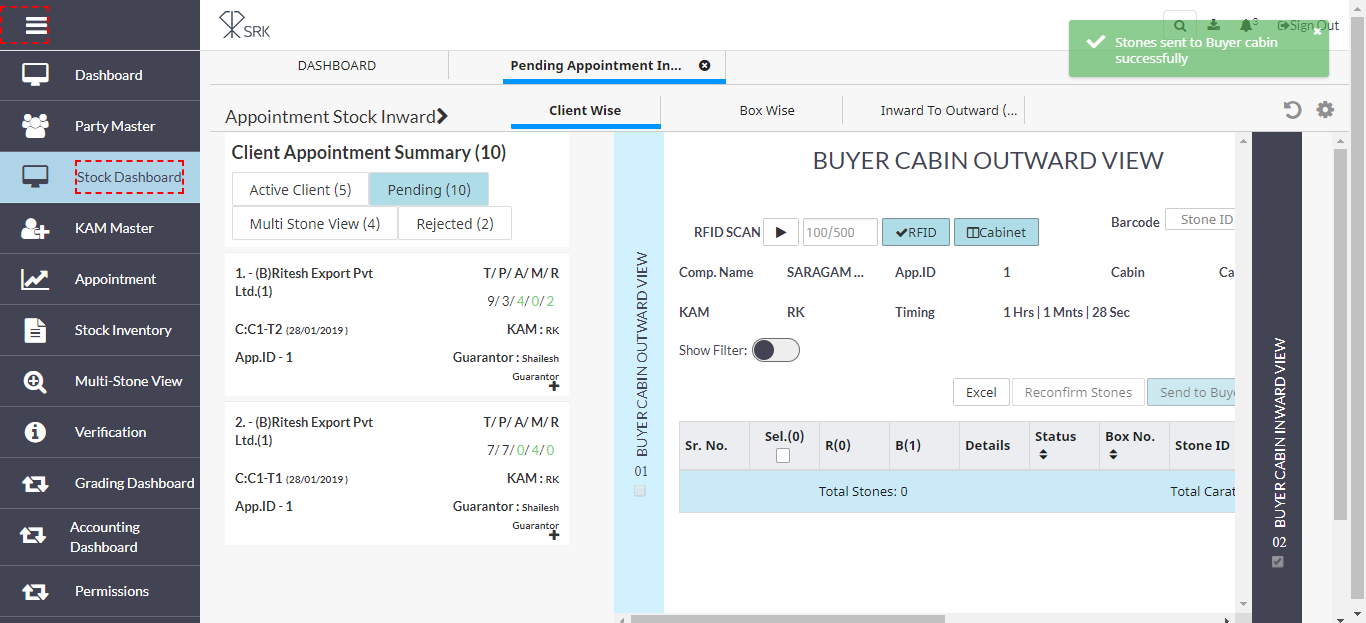 SRK
3
Sign Out
Stones sent to Buyer cabin
successfully
Dashboard
Party Master
Stock Dashboard
KAM Master
Appointment
Stock Inventory
Multi-Stone View
Verification
Grading Dashboard
Accounting
Dashboard
Permissions
DASHBOARD
Pending Appointment In...
Appointment Stock Inward
Client Wise
Box Wise
Inward To Outward (...
Client Appointment Summary (10)
Active Client (5)
Pending (10)
Multi Stone View (4)
Rejected (2)
1. - (B)Ritesh Export Pvt
Ltd.(1)
T/ P/ A/ M/ R
9/ 3/ 4/ 0/ 2
C:C1-T2 (28/01/2019 )
KAM : RK
App.ID - 1
Guarantor : Shailesh
Guarantor
2. - (B)Ritesh Export Pvt
Ltd.(1)
T/ P/ A/ M/ R
7/ 7/ 0/ 4/ 0
C:C1-T1 (28/01/2019 )
KAM : RK
App.ID - 1
Guarantor : Shailesh
Guarantor
BUYER CABIN OUTWARD VIEW
01
BUYER CABIN OUTWARD VIEW
RFID SCAN
100/500
RFID
Cabinet
Barcode
Stone ID
Comp. Name
SARAGAM ...
App.ID
1
Cabin
Ca
KAM
RK
Timing
1 Hrs | 1 Mnts | 28 Sec
Show Filter:
Excel
Reconfirm Stones
Send to Buye
Sr. No.
Sel.(0)
R(0)
B(1)
Details
Status
Box No.
Stone ID
Total Stones: 0
Total Carat
BUYER CABIN INWARD VIEW
02